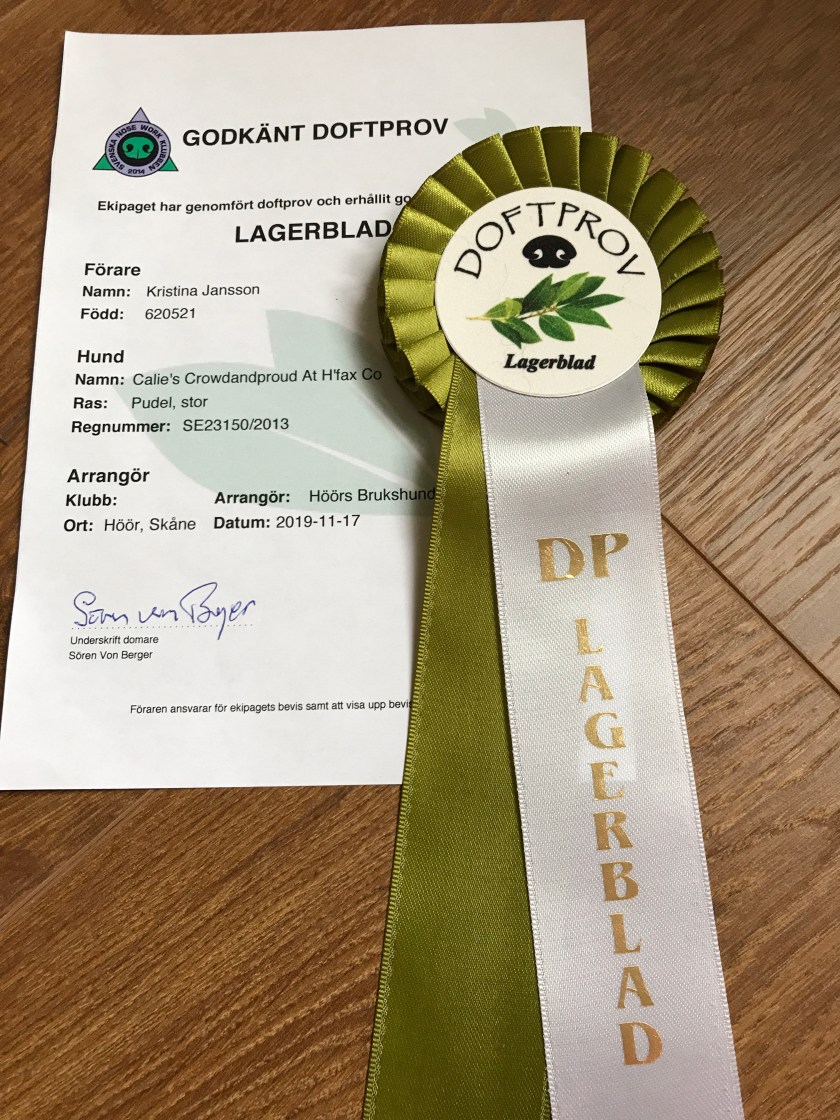 SVENSKA NOSE WORK KLUBBEN
2014
GODKÄNT DOFTPROV
Ekipaget har genomfört doftprov och erhållit
LAGERBLAD
Förare
Namn: Kristina Jansson
Född: 620521
Hund
Namn: Calie's Crowdandproud At H'fax Co
Ras: Pudel, stor
Regnummer: SE23150/2013
Arrangör
Klubb: Arrangör: Höörs Brukshund
Ort: Höör, Skåne Datum: 2019-11-17
Sören von Berger
Underskrift domare
Sören Von Berger
Föraren ansvarar för ekipagets bevis samt att visa upp
DOFTPROV
Lagerblad
DP
LAGERBLAD